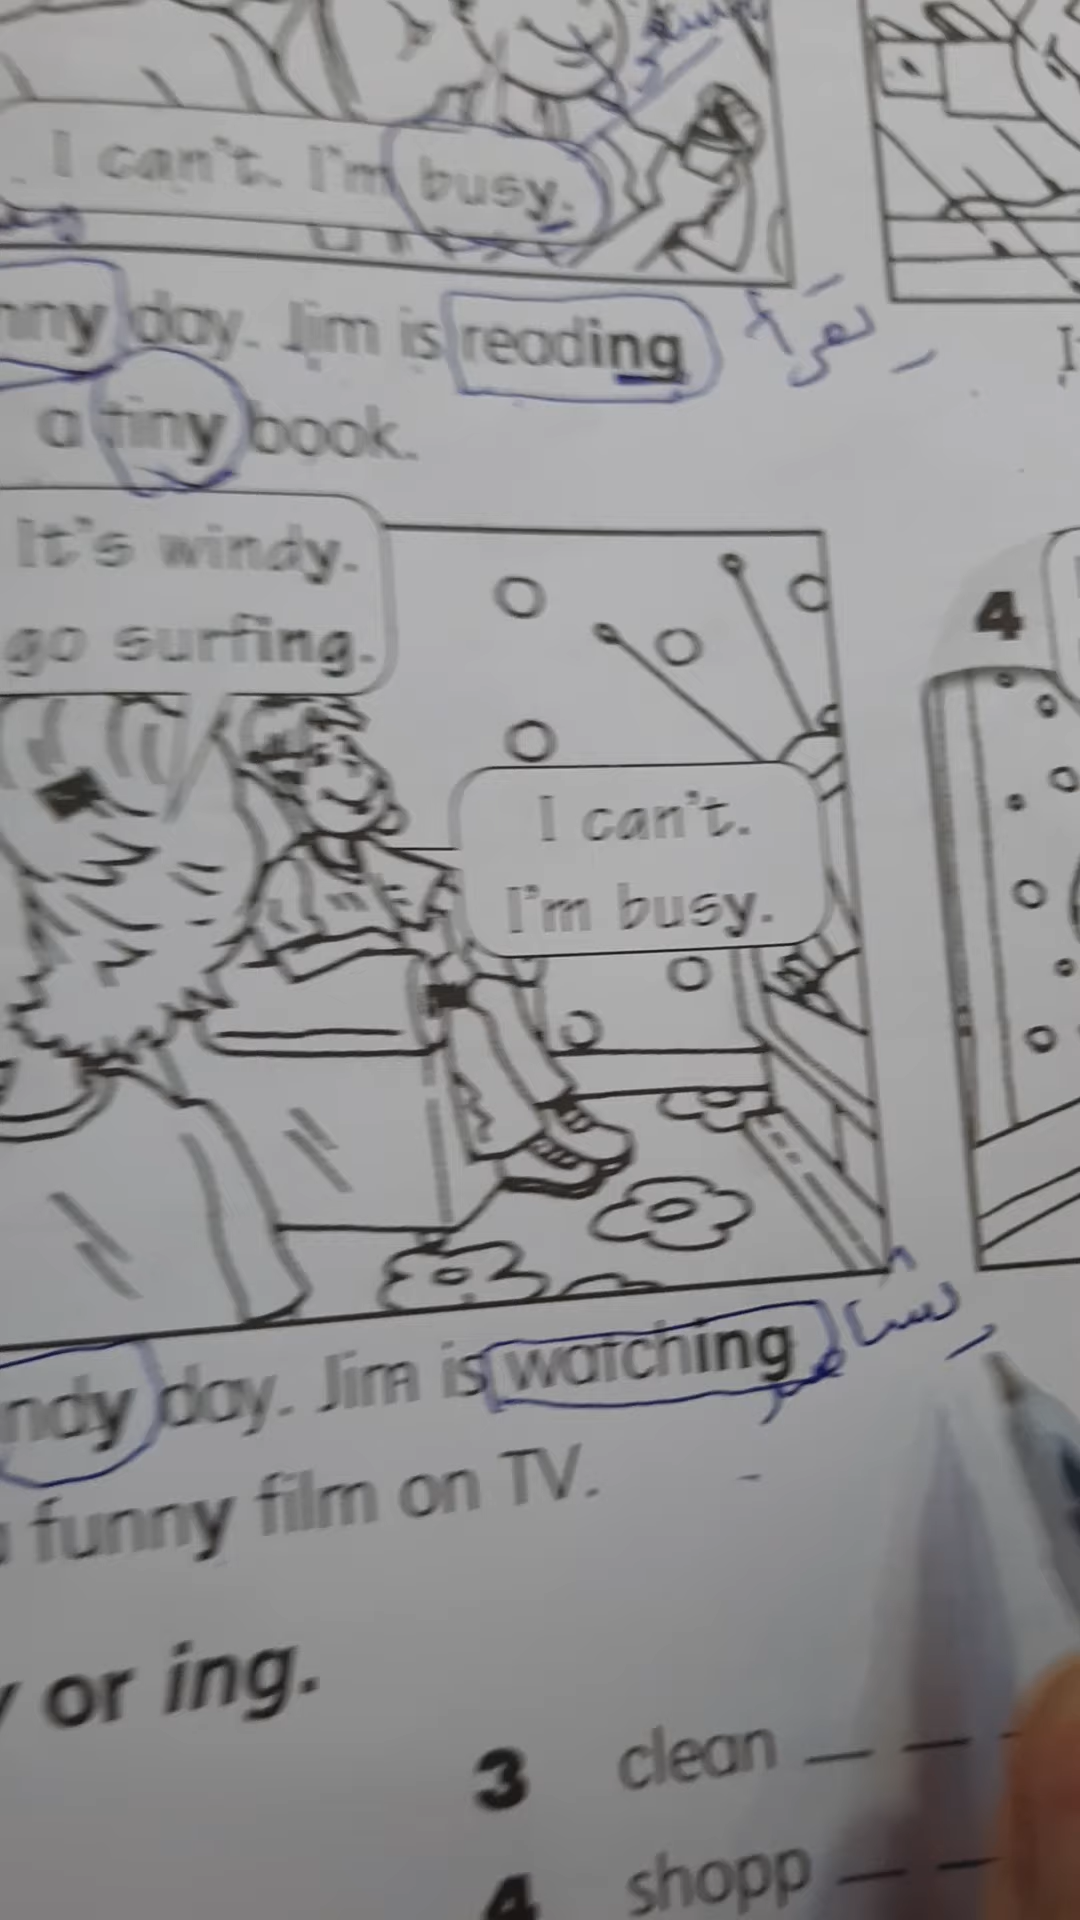 I can't. I'm busy.
nny day. Jim is reading
a tiny book.
It's windy.
go surfing.
4
I can't.
I'm busy.
ndy day. Jim is watching
funny film on TV.
y or ing.
3 clean _ _
4 shopp _ _